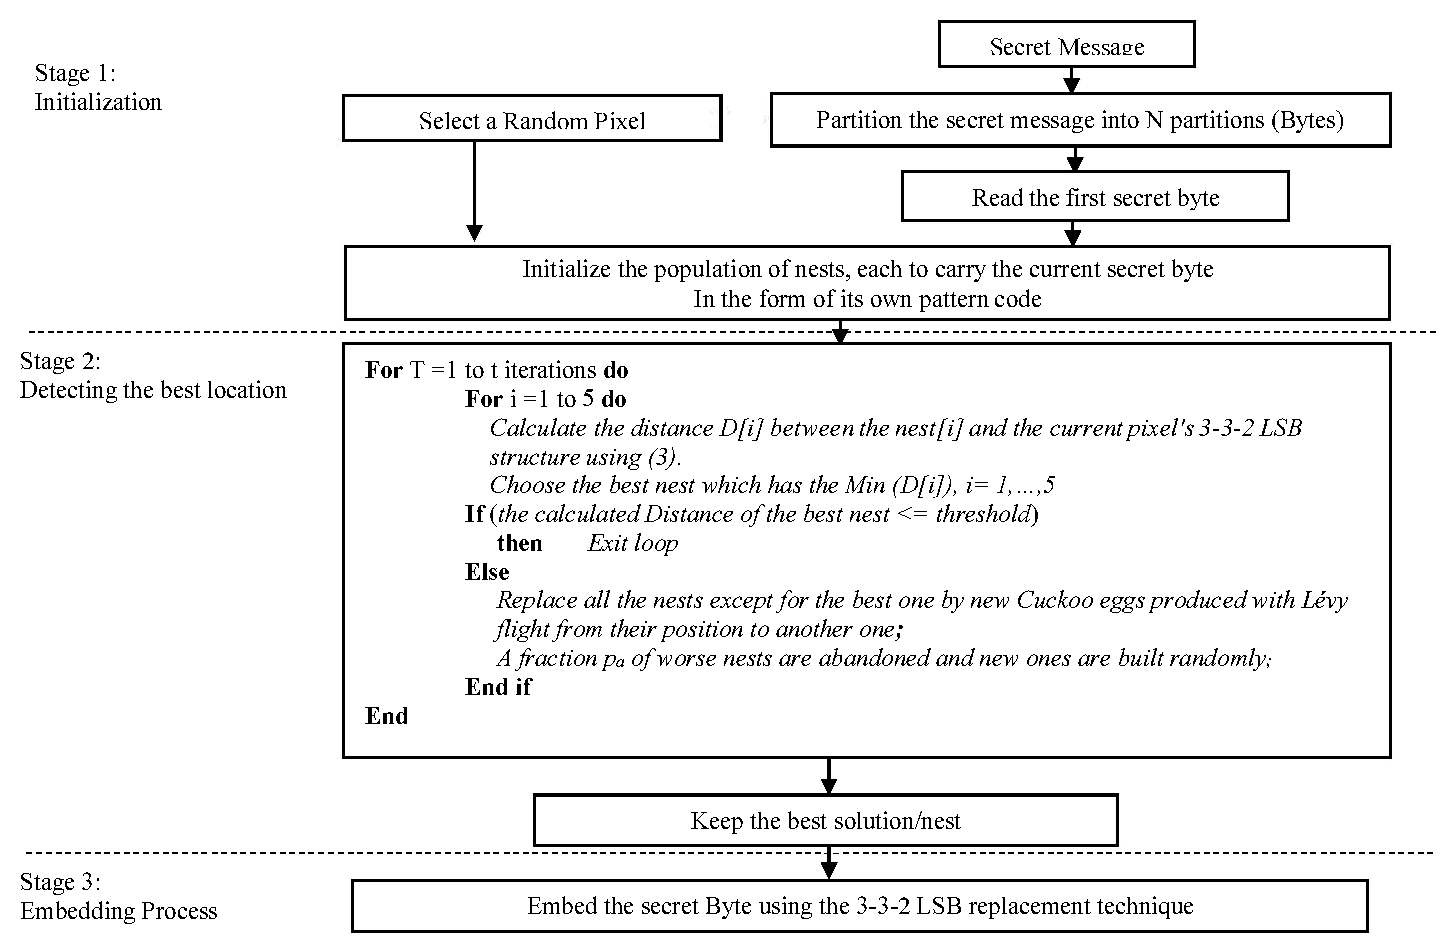 Secret Message
Stage 1:
Initialization
Select a Random Pixel
Partition the secret message into N partitions (Bytes)
Read the first secret byte
Initialize the population of nests, each to carry the current secret byte
In the form of its own pattern code
Stage 2:
Detecting the best location
For T =1 to t iterations do
For i =1 to 5 do
Calculate the distance D[i] between the nest[i] and the current pixel's 3-3-2 LSB
structure using (3).
Choose the best nest which has the Min (D[i]), i= 1,…,5
If (the calculated Distance of the best nest <= threshold)
then Exit loop
Else
Replace all the nests except for the best one by new Cuckoo eggs produced with Lévy
flight from their position to another one;
A fraction pₐ of worse nests are abandoned and new ones are built randomly;
End if
End
Keep the best solution/nest
Stage 3:
Embedding Process
Embed the secret Byte using the 3-3-2 LSB replacement technique